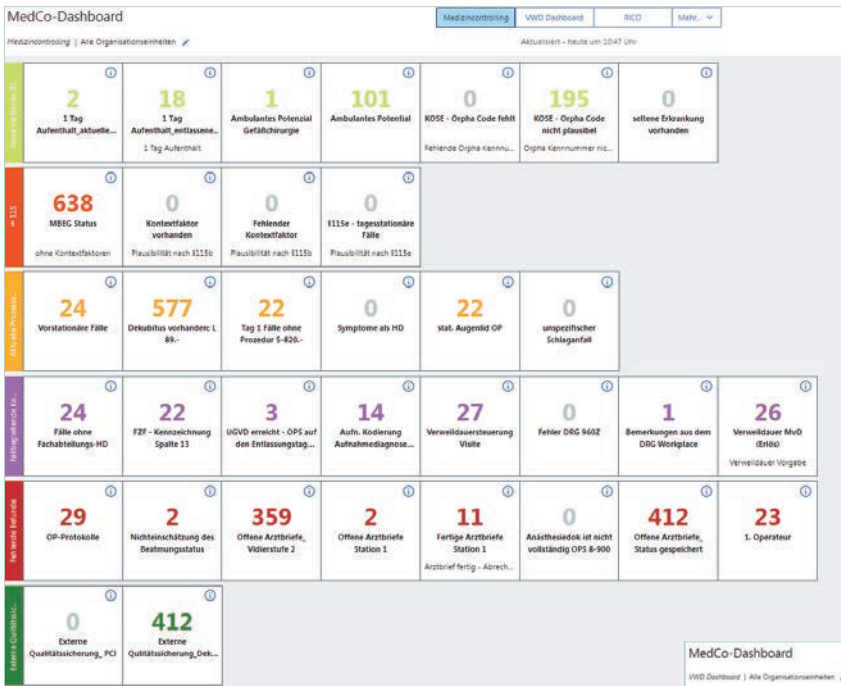 MedCo-Dashboard
Medizincontrolling VWD Dashboard RICO Mehr...
Medizincontrolling | Alle Organisationseinheiten
Aktualisiert - heute um 10:47 Uhr
2
1 Tag
Aufenthalt_aktuelle...
18
1 Tag
Aufenthalt_entlassene...
1 Tag Aufenthalt
1
Ambulantes Potenzial
Gefäßchirurgie
101
Ambulantes Potential
0
KOSE - Orpha Code fehlt
Fehlende Orpha Kennnu...
195
KOSE - Orpha Code
nicht plausibel
Orpha Kennnummer nic...
0
seltene Erkrankung
vorhanden
638
MBEG Status
ohne Kontextfaktoren
0
Kontextfaktor
vorhanden
Plausibilität nach §115b
0
Fehlender
Kontextfaktor
Plausibilität nach §115b
0
§115e - tagesstationäre
Fälle
Plausibilität nach §115e
Aktuelle Prozedur...
24
Vorstationäre Fälle
577
Dekubitus vorhanden: L
89.-
22
Tag 1 Fälle ohne
Prozedur 5-820.-
0
Symptome als HD
22
stat. Augenlid OP
0
unspezifischer
Schlaganfall
Fallbegleitende Ko...
24
Fälle ohne
Fachabteilungs-HD
22
FZF - Kennzeichnung
Spalte 13
3
UGVD erreicht - OPS auf
den Entlassungstag...
14
Aufn. Kodierung
Aufnahmediagnose...
27
Verweildauersteuerung
Visite
0
Fehler DRG 960Z
1
Bemerkungen aus dem
DRG Workplace
26
Verweildauer MvD
(Erlös)
Verweildauer Vorgabe
Fehlende Befunde
29
OP-Protokolle
2
Nichteinschätzung des
Beatmungsstatus
359
Offene Arztbriefe_
Vidierstufe 2
2
Offene Arztbriefe
Station 1
11
Fertige Arztbriefe
Station 1
Arztbrief fertig - Abrech...
0
Anästhesiedok ist nicht
vollständig OPS 8-900
412
Offene Arztbriefe_
Status gespeichert
23
1. Operateur
0
Externe
Qualitätssicherung_ PCI
412
Externe
Qulitätssicherung_Dek...
MedCo-Dashboard
VWD Dashboard | Alle Organisationseinheiten